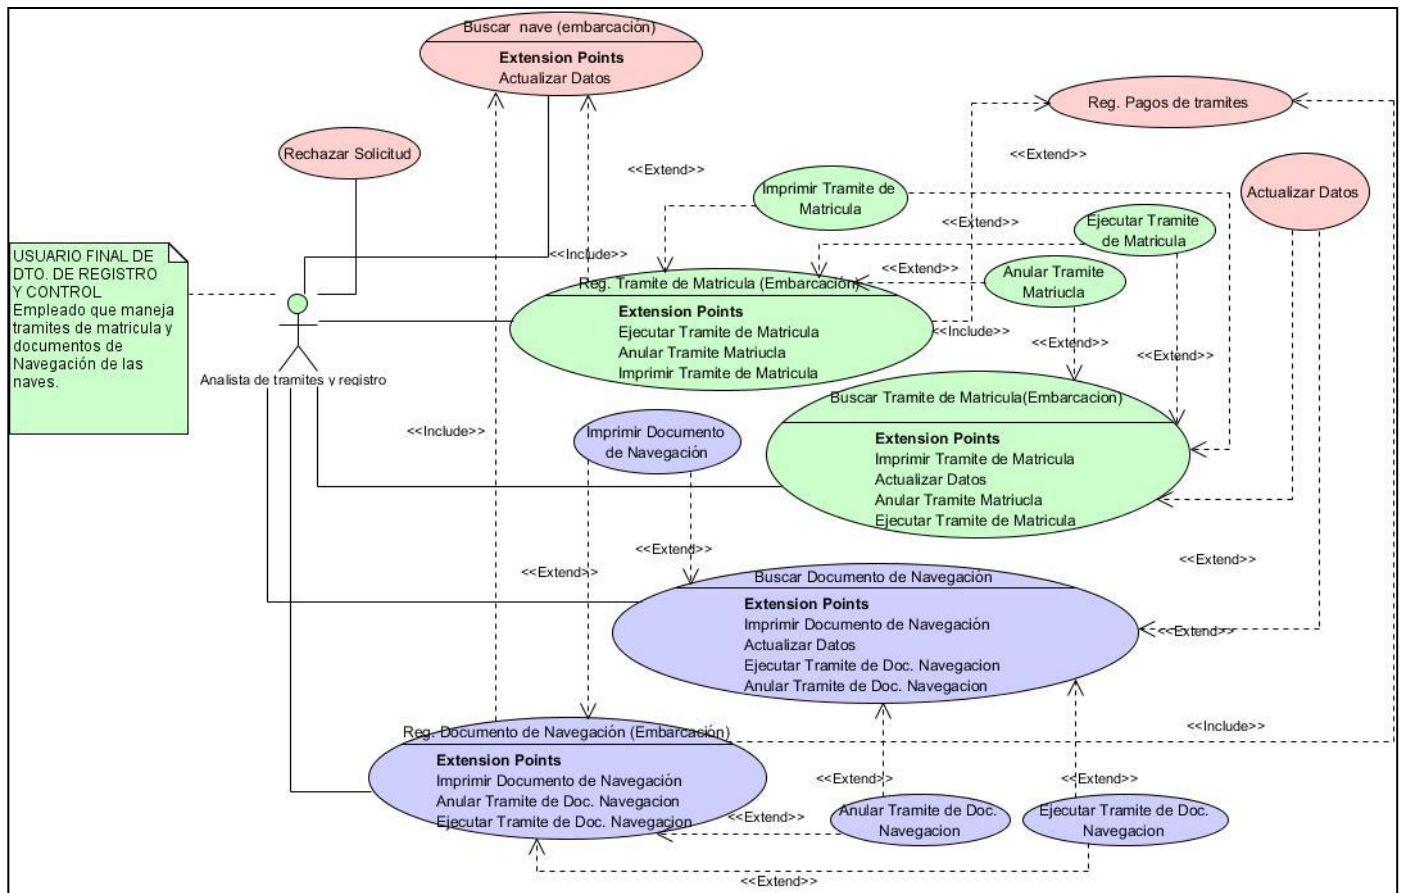 Buscar nave (embarcación)
Extension Points
Actualizar Datos
Reg. Pagos de tramites
Rechazar Solicitud
<<Extend>>
<<Extend>>
Imprimir Tramite de
Matricula
Actualizar Datos
<<Extend>>
Ejecutar Tramite
de Matricula
USUARIO FINAL DE
DTO. DE REGISTRO
Y CONTROL
Empleado que maneja
tramites de matricula y
documentos de
Navegación de las
naves.
<<Include>>
<<Extend>>
Anular Tramite
Matriucla
Reg. Tramite de Matricula (Embarcación)
Extension Points
Ejecutar Tramite de Matricula
Anular Tramite Matriucla
Imprimir Tramite de Matricula
<<Include>>
<<Extend>>
<<Extend>>
Analista de tramites y registro
Buscar Tramite de Matricula(Embarcacion)
Extension Points
Imprimir Tramite de Matricula
Actualizar Datos
Anular Tramite Matriucla
Ejecutar Tramite de Matricula
<<Include>>
Imprimir Documento
de Navegación
<<Extend>>
<<Extend>>
<<Extend>>
Buscar Documento de Navegación
Extension Points
Imprimir Documento de Navegación
Actualizar Datos
Ejecutar Tramite de Doc. Navegacion
Anular Tramite de Doc. Navegacion
<<Extend>>
Reg. Documento de Navegación (Embarcación)
Extension Points
Imprimir Documento de Navegación
Anular Tramite de Doc. Navegacion
Ejecutar Tramite de Doc. Navegacion
<<Include>>
<<Extend>>
<<Extend>>
<<Extend>>
Anular Tramite de Doc.
Navegacion
Ejecutar Tramite de Doc.
Navegacion
<<Extend>>